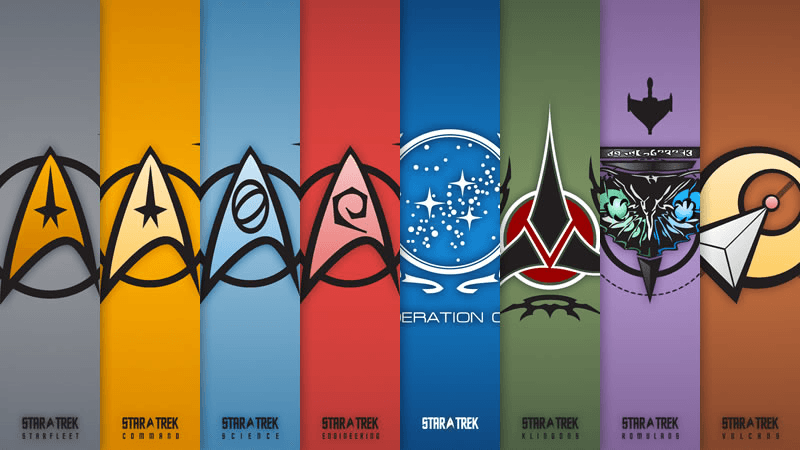 DERATION O
STAR TREK
STARFLEET
STAR TREK
COMMAND
STAR TREK
SCIENCE
STAR TREK
ENGINEERING
STAR TREK
STAR TREK
KLINGONS
STAR TREK
ROMULANS
STAR TREK
VULCANS